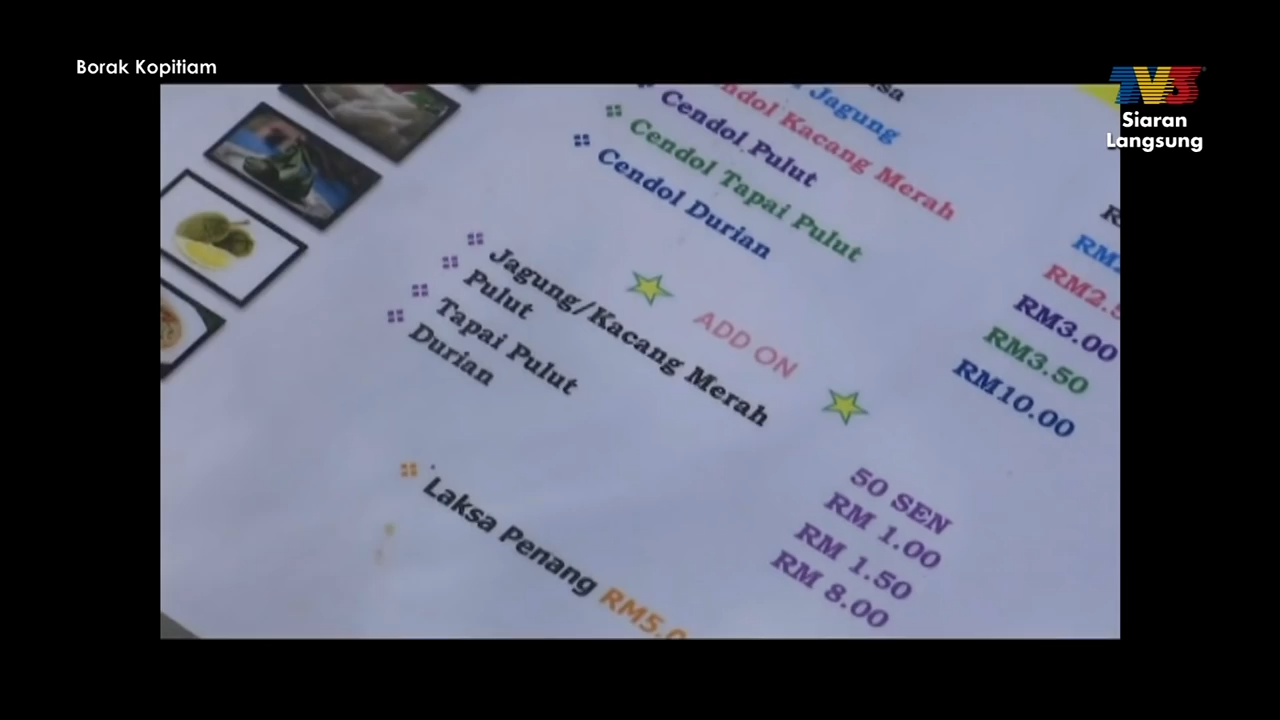 Borak Kopitiam
TV3
Siaran
Langsung
Jagung
Kacang Merah
Cendol Pulut
RM3.00
Cendol Tapai Pulut
RM3.50
Cendol Durian
RM10.00
ADD ON
Jagung/Kacang Merah
50 SEN
Pulut
RM 1.00
Tapai Pulut
RM 1.50
Durian
RM 8.00
Laksa Penang